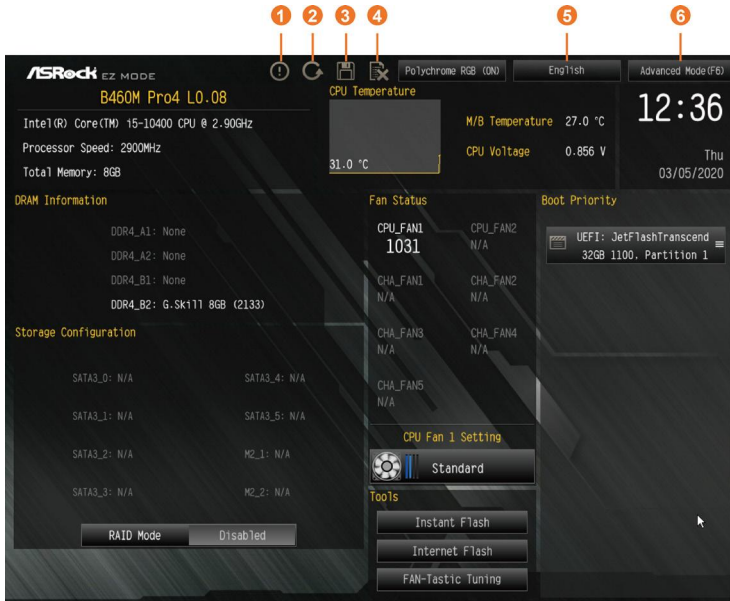 1 2 3 4 5 6
ASRock EZ MODE
Polychrome RGB (ON)
English
Advanced Mode(F6)
B460M Pro4 L0.08
Intel(R) Core(TM) i5-10400 CPU @ 2.90GHz
Processor Speed: 2900MHz
Total Memory: 8GB
CPU Temperature
31.0 °C
M/B Temperature 27.0 °C
CPU Voltage 0.856 V
12:36
Thu
03/05/2020
DRAM Information
DDR4_A1: None
DDR4_A2: None
DDR4_B1: None
DDR4_B2: G.Skill 8GB (2133)
Storage Configuration
SATA3_0: N/A SATA3_4: N/A
SATA3_1: N/A SATA3_5: N/A
SATA3_2: N/A M2_1: N/A
SATA3_3: N/A M2_2: N/A
RAID Mode Disabled
Fan Status
CPU_FAN1 CPU_FAN2
1031 N/A
CHA_FAN1 CHA_FAN2
N/A N/A
CHA_FAN3 CHA_FAN4
N/A N/A
CHA_FAN5
N/A
CPU Fan 1 Setting
Standard
Tools
Instant Flash
Internet Flash
FAN-Tastic Tuning
Boot Priority
UEFI: JetFlashTranscend
32GB 1100. Partition 1